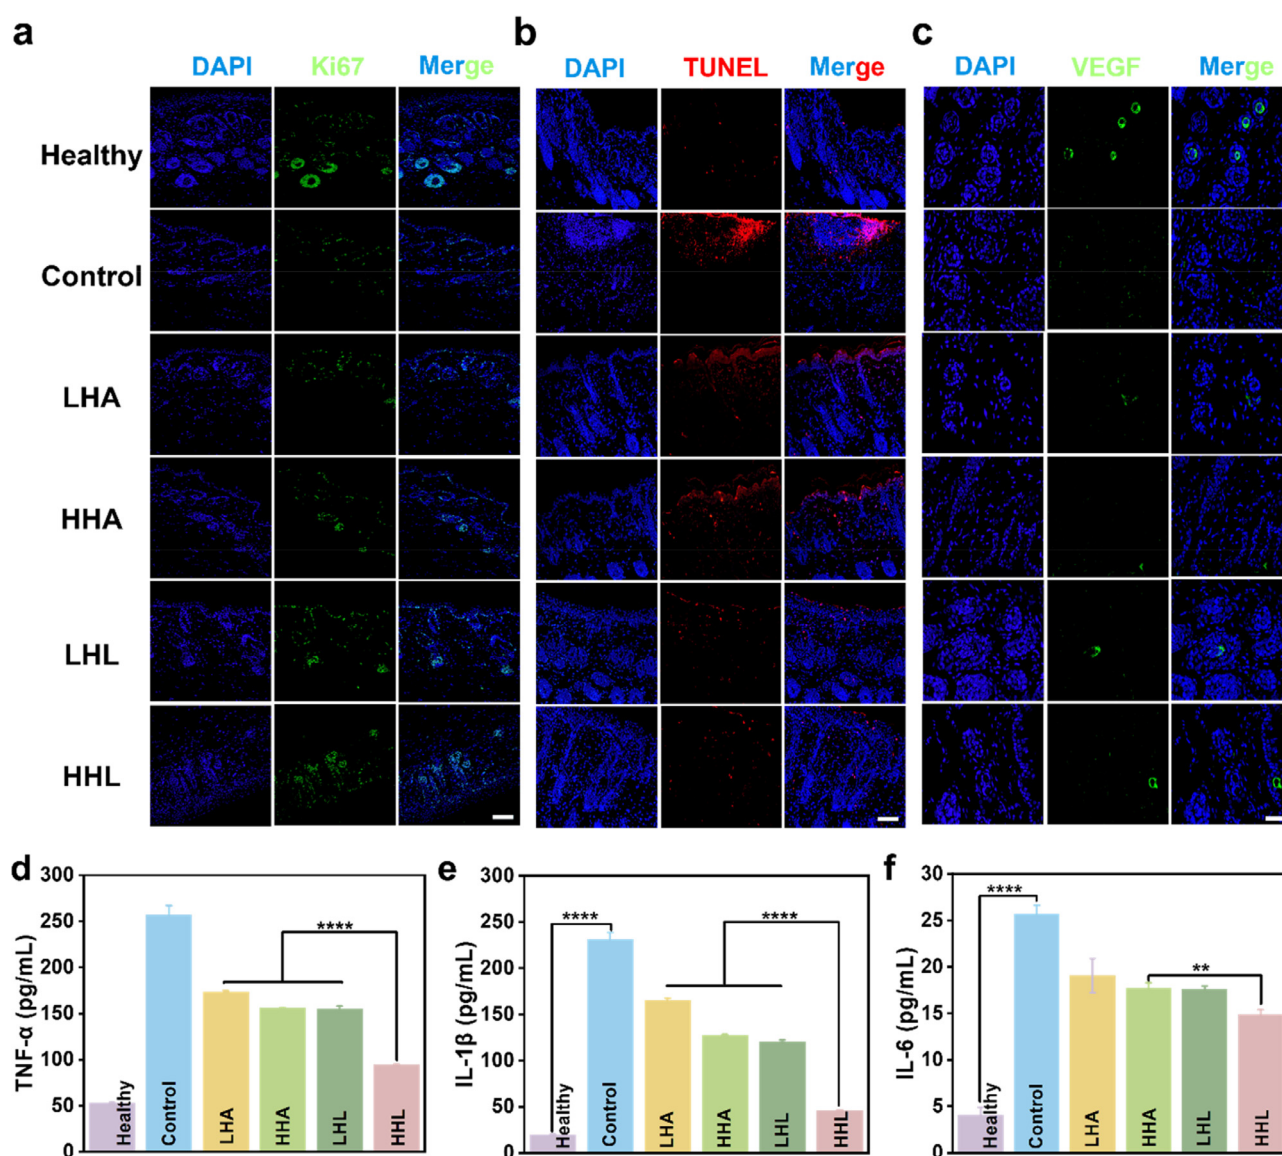 a b c
DAPI Ki67 Merge DAPI TUNEL Merge DAPI VEGF Merge
Healthy
Control
LHA
HHA
LHL
HHL
d
TNF-α (pg/mL)
300
250
200
150
100
50
0
****
Healthy Control LHA HHA LHL HHL
e
IL-1β (pg/mL)
300
250
200
150
100
50
0
**** ****
Healthy Control LHA HHA LHL HHL
f
IL-6 (pg/mL)
30
25
20
15
10
5
0
**** **
Healthy Control LHA HHA LHL HHL